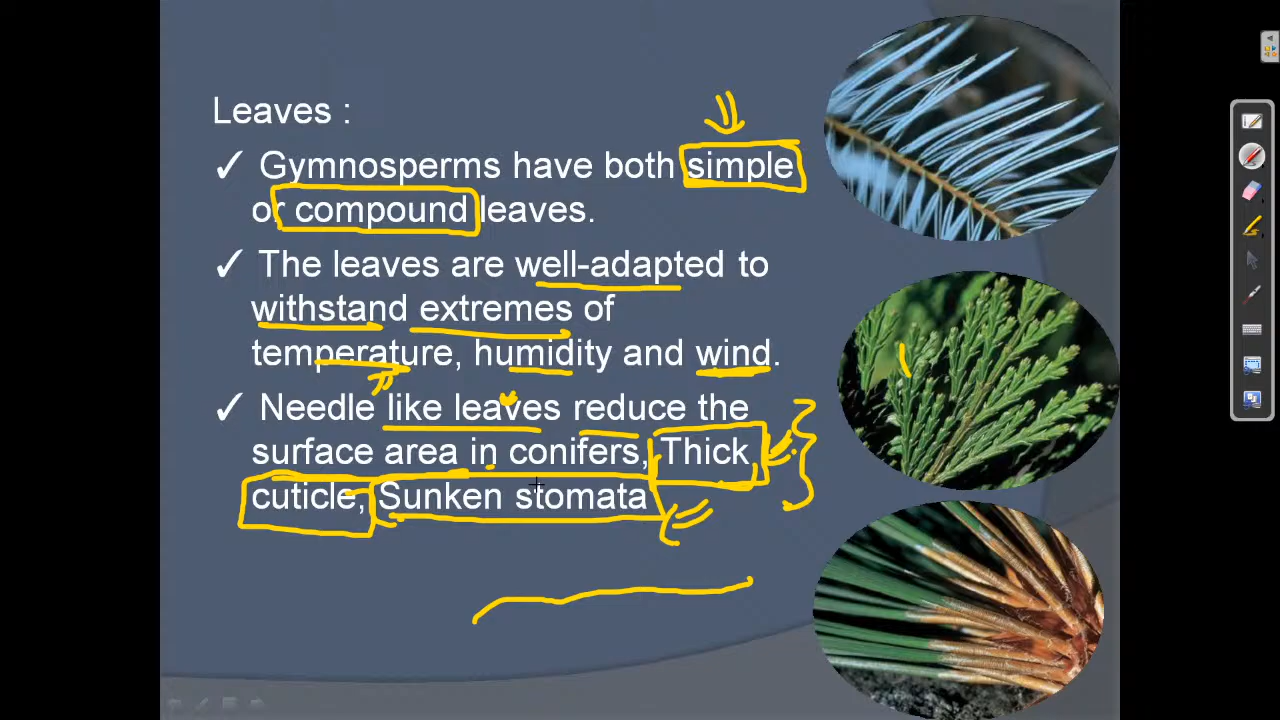 Leaves :
✓ Gymnosperms have both simple
or compound leaves.
✓ The leaves are well-adapted to
withstand extremes of
temperature, humidity and wind.
✓ Needle like leaves reduce the
surface area in conifers, Thick
cuticle, Sunken stomata